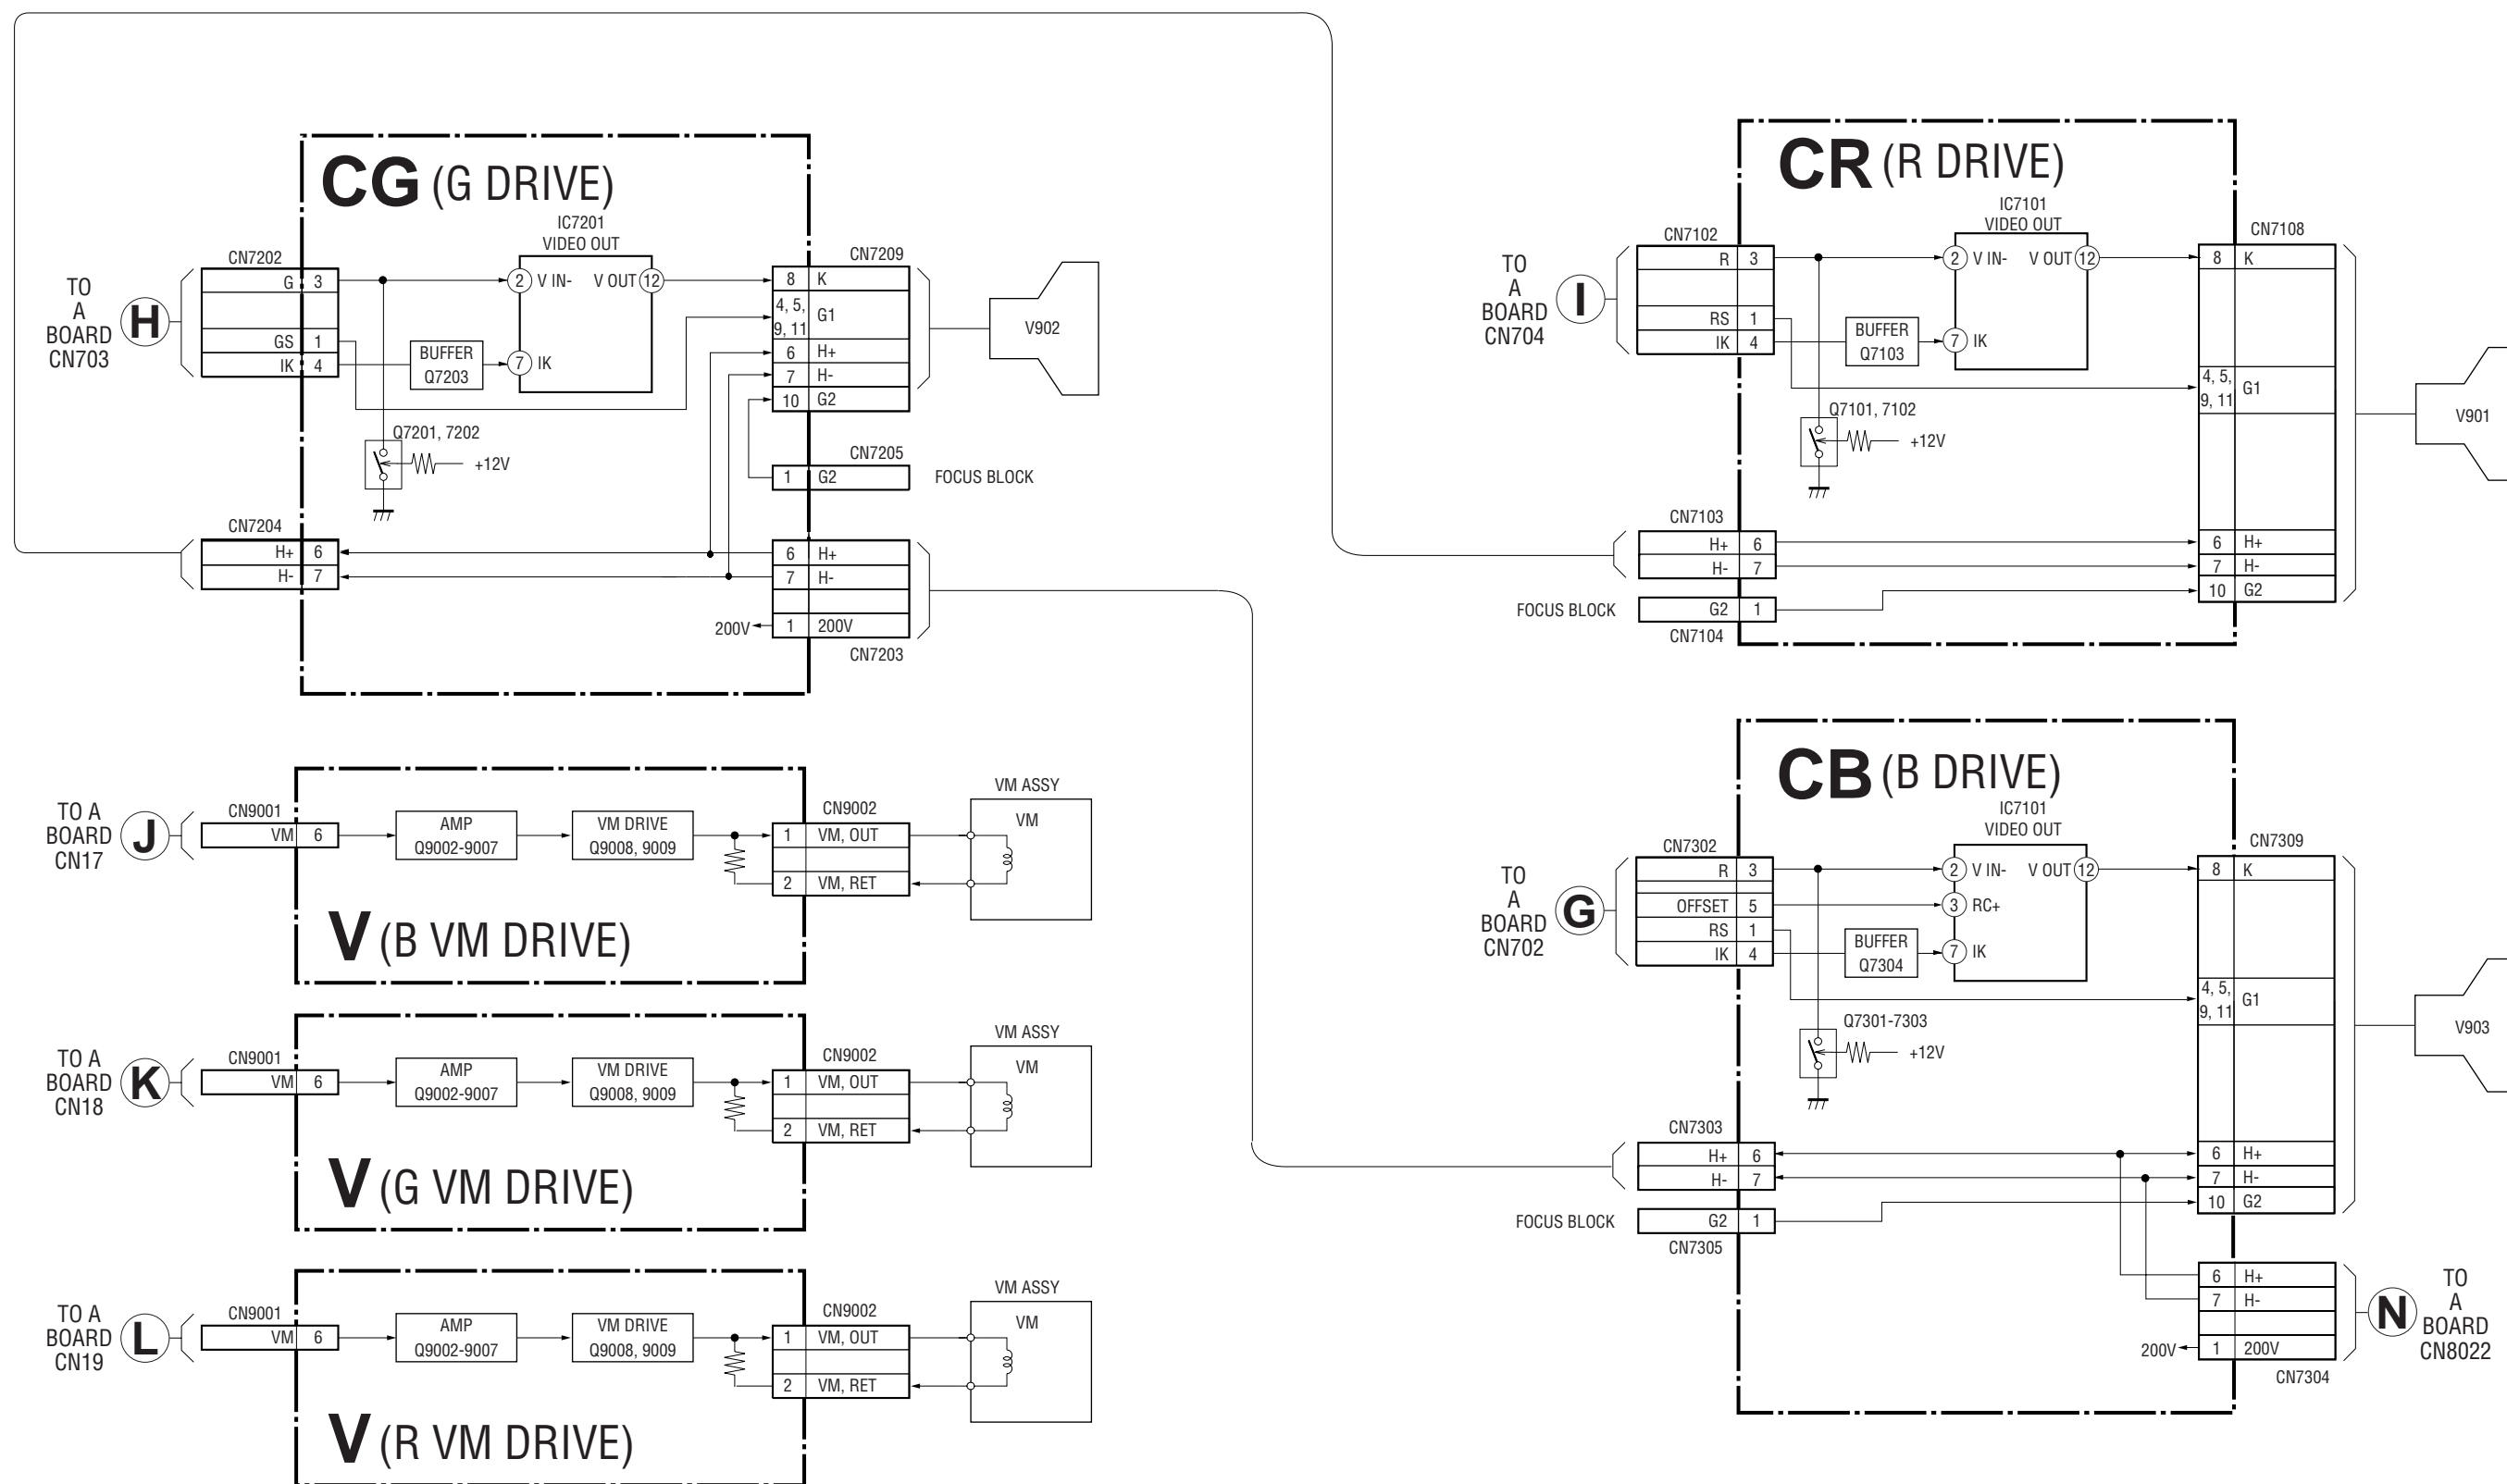 CG (G DRIVE)
IC7201
VIDEO OUT
CN7202
TO
A
BOARD
CN703
H
G 3
GS 1
IK 4
2 V IN- V OUT 12
7 IK
BUFFER
Q7203
Q7201, 7202
+12V
CN7209
8 K
4, 5,
9, 11
G1
6 H+
7 H-
10 G2
V902
CN7205
1 G2
FOCUS BLOCK
CN7204
H+ 6
H- 7
6 H+
7 H-
200V 1 200V
CN7203
CR (R DRIVE)
IC7101
VIDEO OUT
CN7102
TO
A
BOARD
CN704
I
R 3
RS 1
IK 4
2 V IN- V OUT 12
7 IK
BUFFER
Q7103
Q7101, 7102
+12V
CN7108
8 K
4, 5,
9, 11
G1
6 H+
7 H-
10 G2
V901
CN7103
H+ 6
H- 7
FOCUS BLOCK
G2 1
CN7104
TO A
BOARD
CN17
J
CN9001
VM 6
AMP
Q9002-9007
VM DRIVE
Q9008, 9009
CN9002
1 VM, OUT
2 VM, RET
VM ASSY
VM
V (B VM DRIVE)
TO A
BOARD
CN18
K
CN9001
VM 6
AMP
Q9002-9007
VM DRIVE
Q9008, 9009
CN9002
1 VM, OUT
2 VM, RET
VM ASSY
VM
V (G VM DRIVE)
TO A
BOARD
CN19
L
CN9001
VM 6
AMP
Q9002-9007
VM DRIVE
Q9008, 9009
CN9002
1 VM, OUT
2 VM, RET
VM ASSY
VM
V (R VM DRIVE)
CB (B DRIVE)
IC7101
VIDEO OUT
CN7302
TO
A
BOARD
CN702
G
R 3
OFFSET 5
RS 1
IK 4
2 V IN- V OUT 12
3 RC+
7 IK
BUFFER
Q7304
Q7301-7303
+12V
CN7309
8 K
4, 5,
9, 11
G1
6 H+
7 H-
10 G2
V903
CN7303
H+ 6
H- 7
FOCUS BLOCK
G2 1
CN7305
6 H+
7 H-
200V 1 200V
CN7304
N
TO
A
BOARD
CN8022